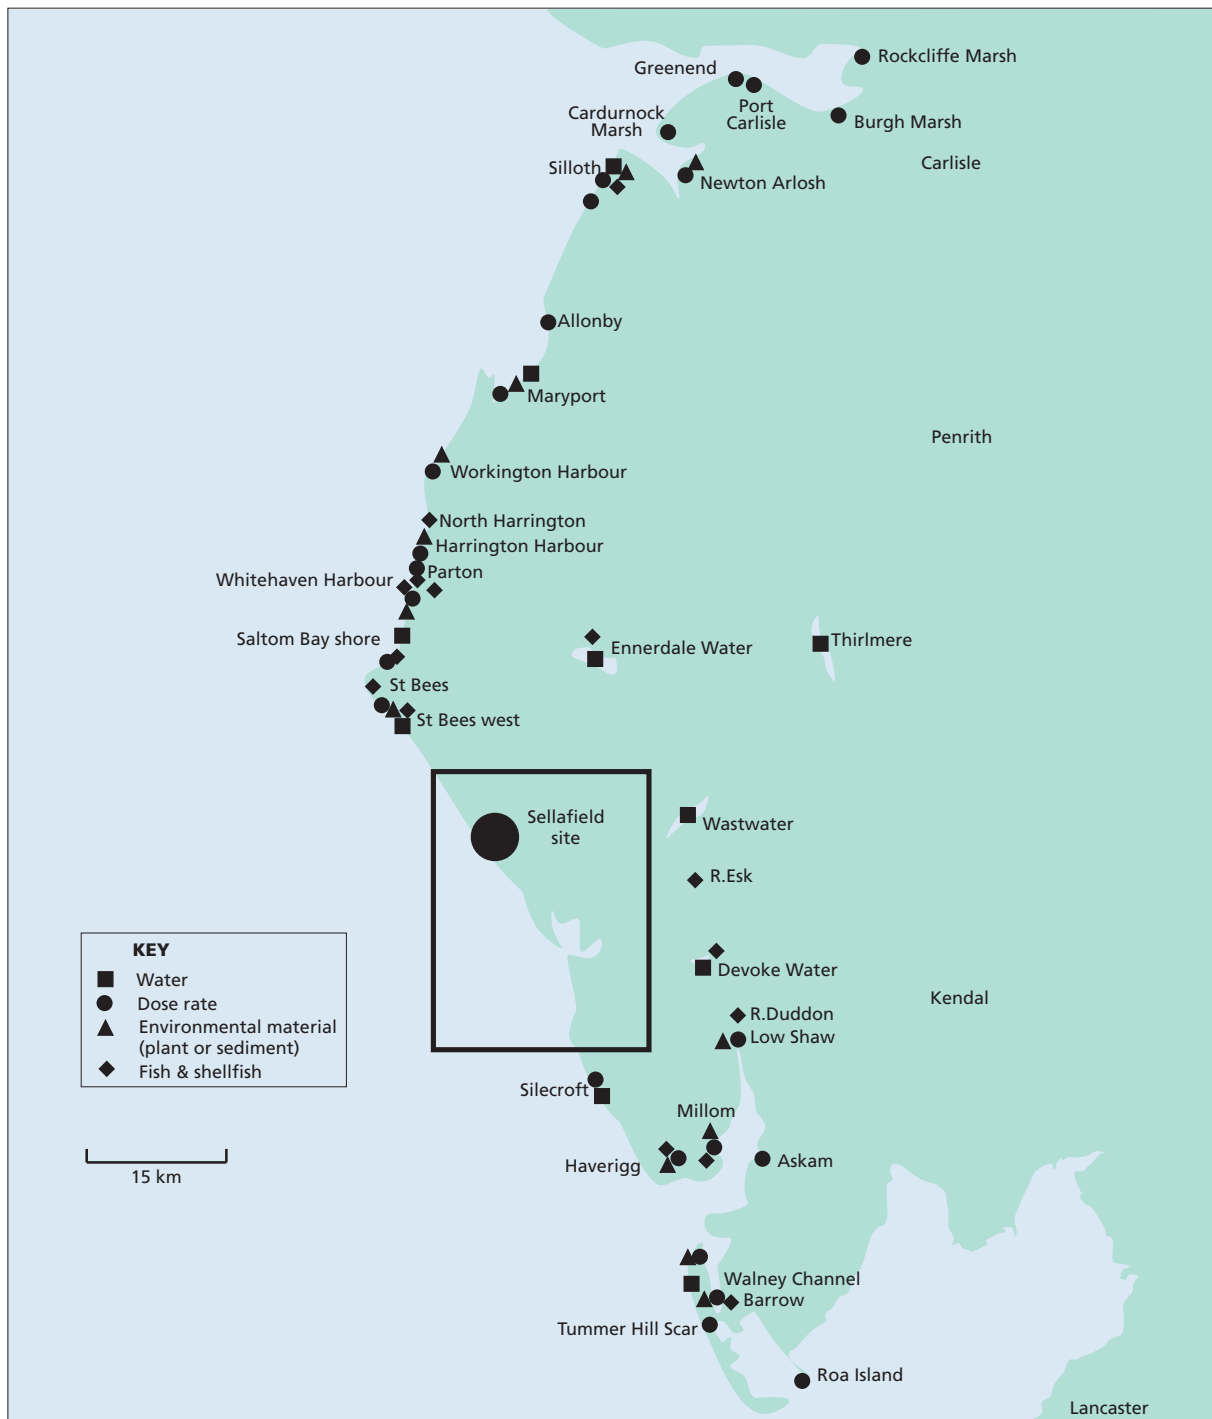 Rockcliffe Marsh
Greenend
Port
Carlisle
Cardurnock
Marsh
Burgh Marsh
Carlisle
Silloth
Newton Arlosh
Allonby
Maryport
Penrith
Workington Harbour
North Harrington
Harrington Harbour
Parton
Whitehaven Harbour
Saltom Bay shore
Ennerdale Water
Thirlmere
St Bees
St Bees west
Sellafield
site
Wastwater
R.Esk
KEY
Water
Dose rate
Environmental material
(plant or sediment)
Fish & shellfish
Devoke Water
Kendal
R.Duddon
Low Shaw
Silecroft
Millom
15 km
Haverigg
Askam
Walney Channel
Barrow
Tummer Hill Scar
Roa Island
Lancaster